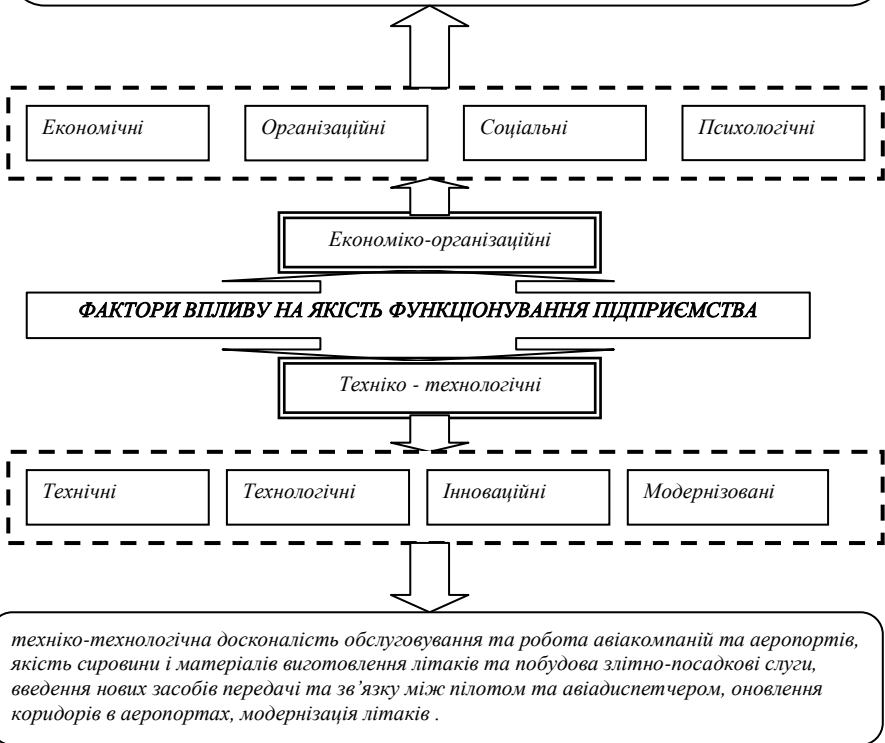 Економічні Організаційні Соціальні Психологічні
Економіко-організаційні
ФАКТОРИ ВПЛИВУ НА ЯКІСТЬ ФУНКЦІОНУВАННЯ ПІДПРИЄМСТВА
Техніко - технологічні
Технічні Технологічні Інноваційні Модернізовані
техніко-технологічна досконалість обслуговування та робота авіакомпаній та аеропортів,
якість сировини і матеріалів виготовлення літаків та побудова злітно-посадкові слуги,
введення нових засобів передачі та зв’язку між пілотом та авіадиспетчером, оновлення
коридорів в аеропортах, модернізація літаків .